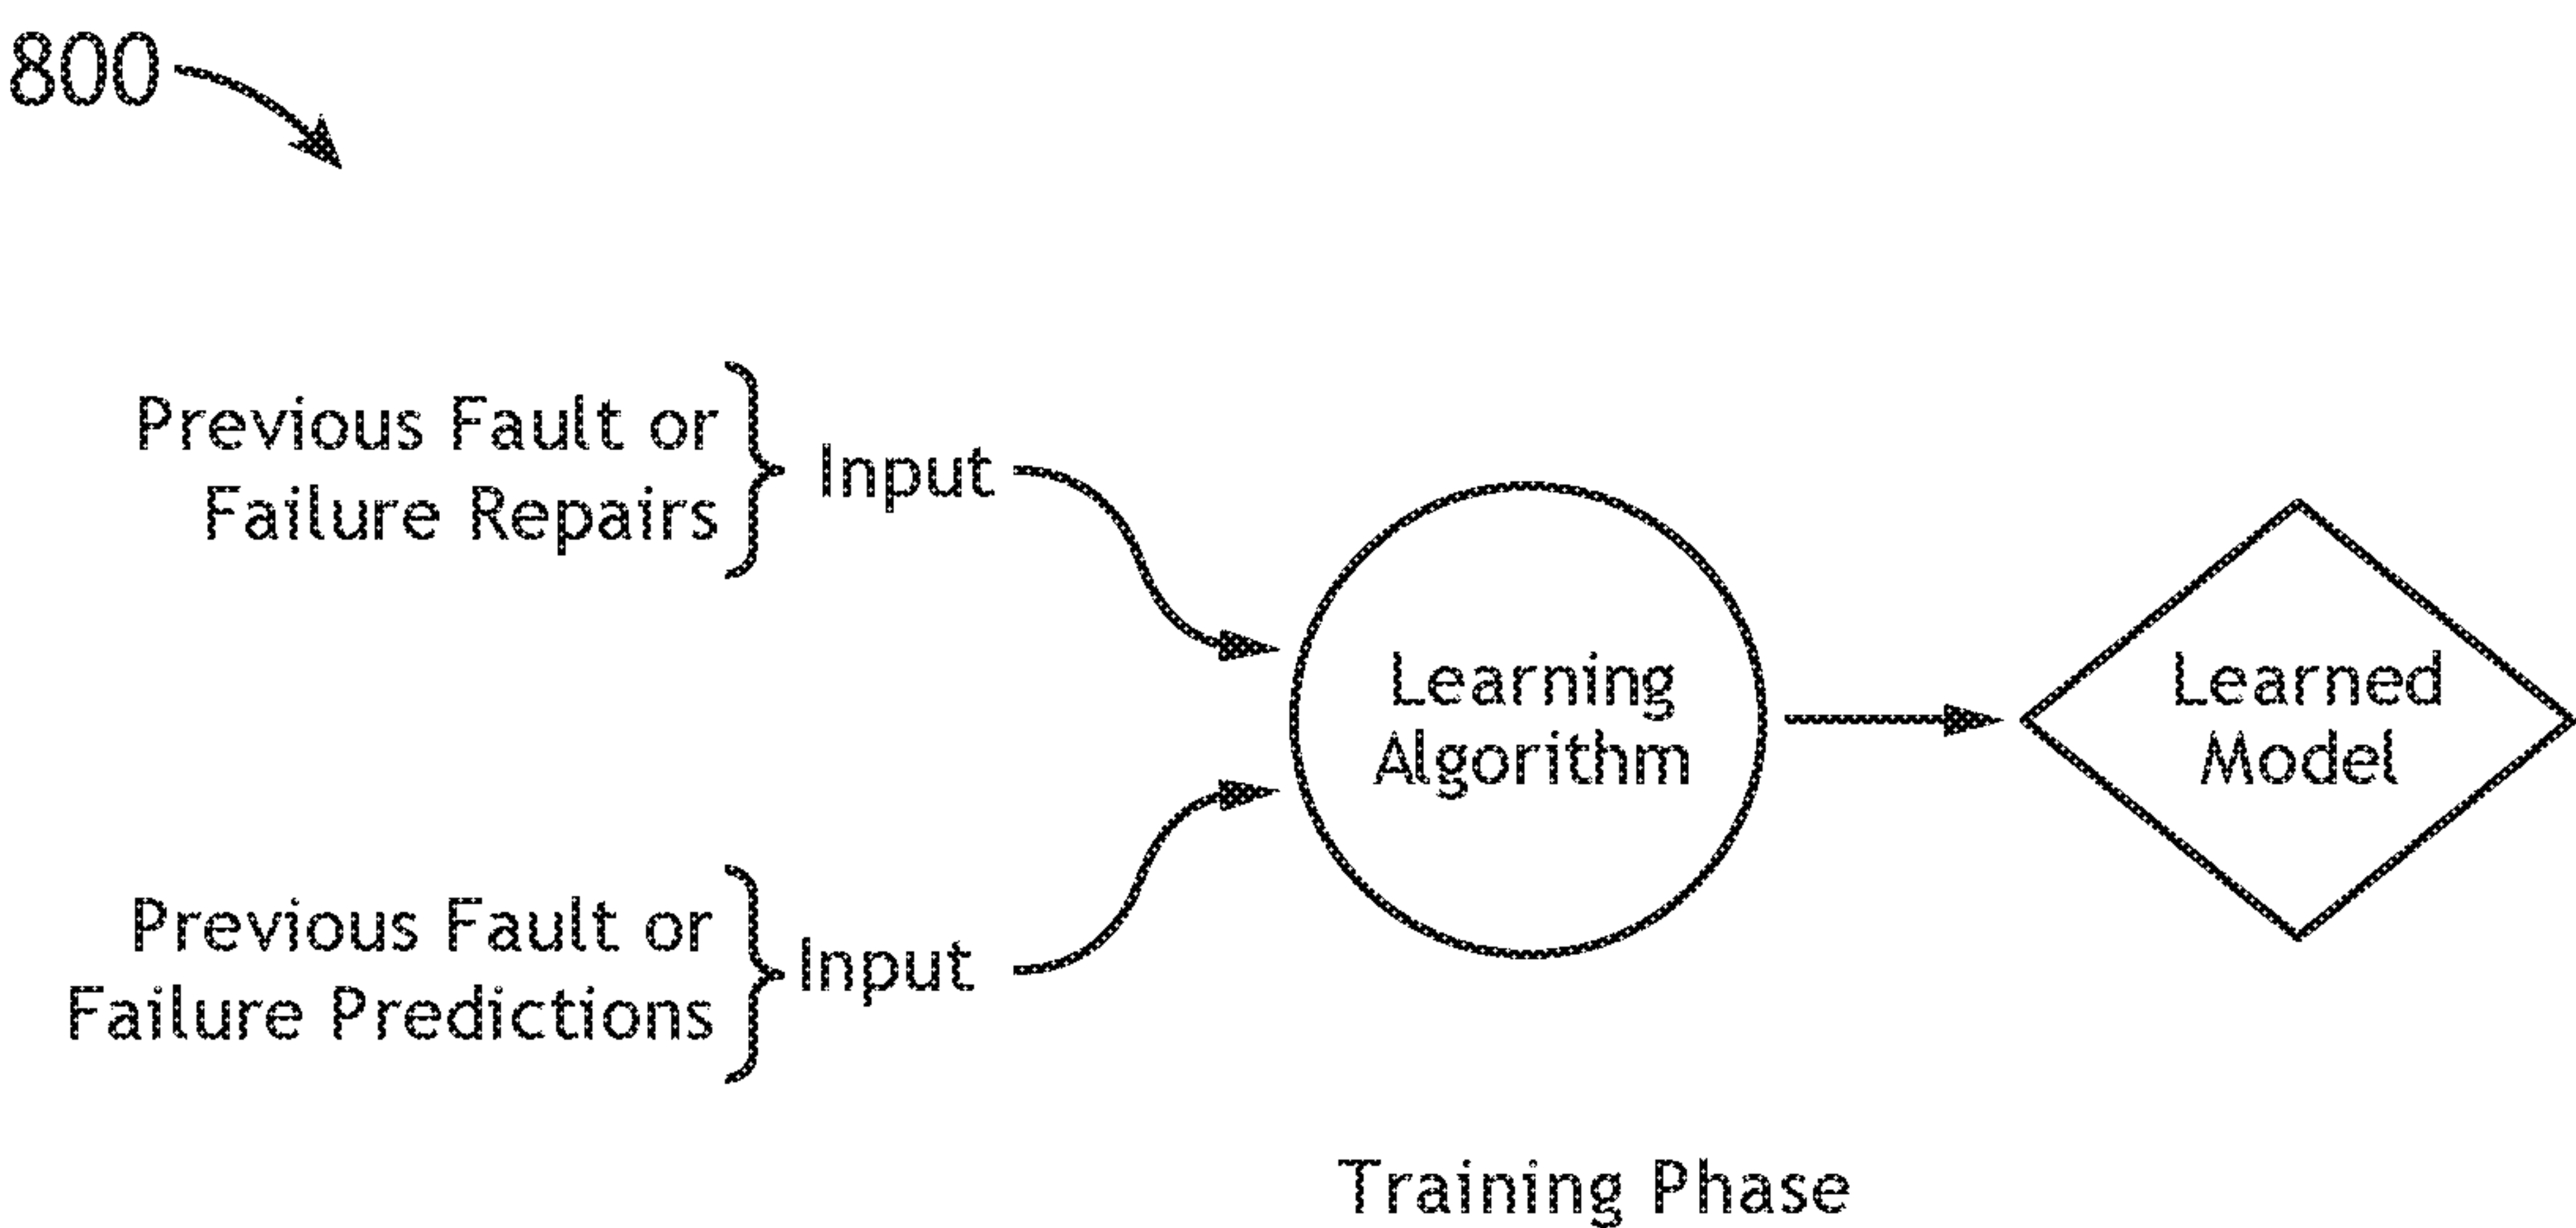 800
Previous Fault or
Failure Repairs
Input
Previous Fault or
Failure Predictions
Input
Learning
Algorithm
Learned
Model
Training Phase